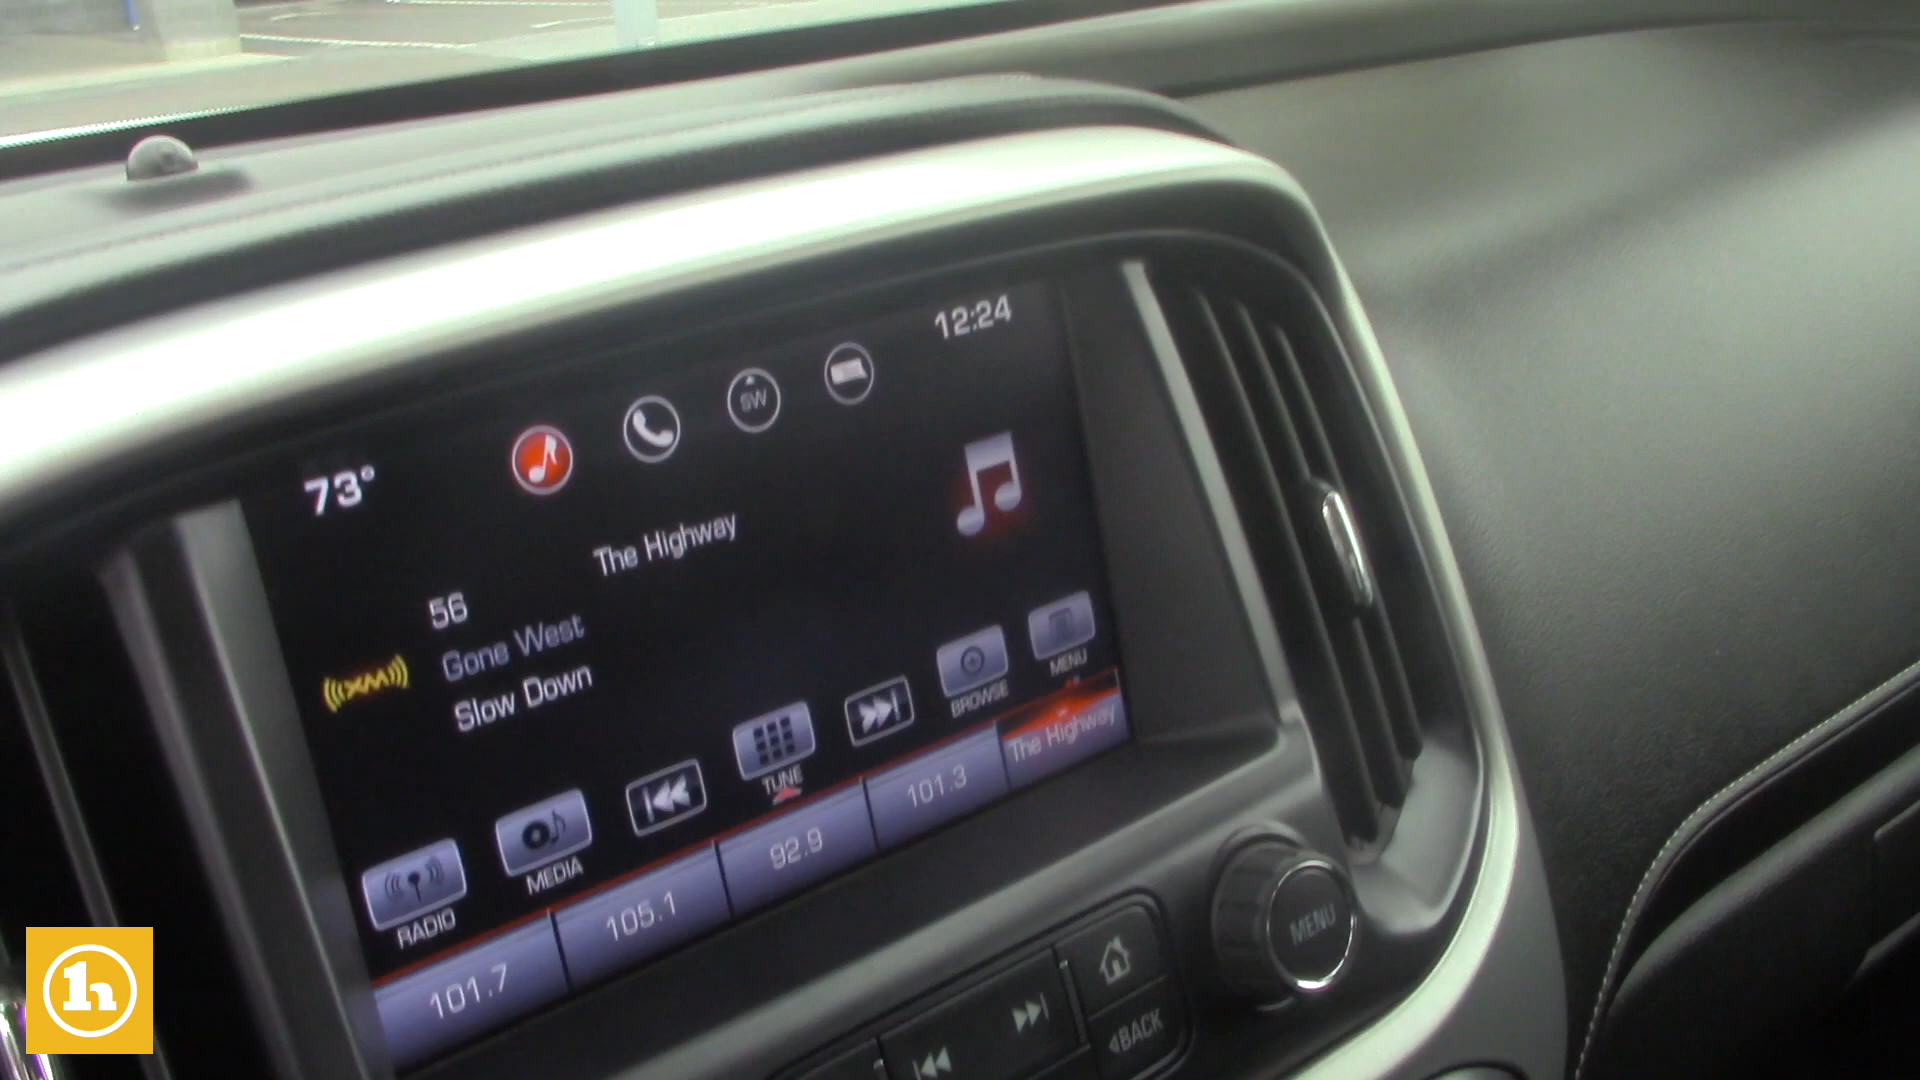 12:24
SW
73°
The Highway
56
Gone West
XM
Slow Down
MENU
BROWSE
TUNE
MEDIA
RADIO
The Highway
101.3
92.9
105.1
101.7
MENU
BACK
h